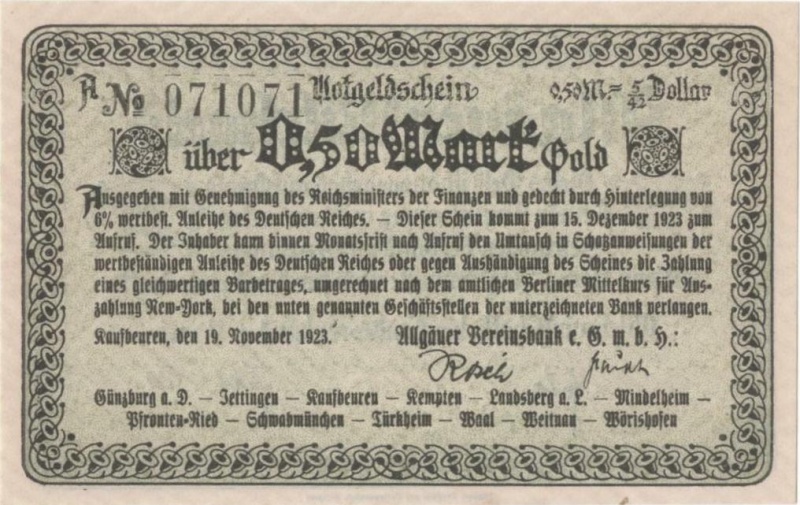 A No 071071 Notgeldschein 0,50M.= 5/42 Dollar
über 0,50 Mark Gold
Ausgegeben mit Genehmigung des Reichsministers der Finanzen und gedeckt durch Hinterlegung von
6% wertbest. Anleihe des Deutschen Reiches. — Dieser Schein kommt zum 15. Dezember 1923 zum
Aufruf. Der Inhaber kann binnen Monatsfrist nach Aufruf den Umtausch in Schatzanweisungen der
wertbeständigen Anleihe des Deutschen Reiches oder gegen Aushändigung des Scheines die Zahlung
eines gleichwertigen Barbetrages, umgerechnet nach dem amtlichen Berliner Mittelkurs für Aus-
zahlung New-York, bei den unten genannten Geschäftsstellen der unterzeichneten Bank verlangen.
Kaufbeuren, den 19. November 1923. Allgäuer Vereinsbank e. G. m. b. H.:
Günzburg a. D. — Jettingen — Kaufbeuren — Kempten — Landsberg a. L. — Mindelheim —
Pfronten-Ried — Schwabmünchen — Türkheim — Waal — Weitnau — Wörishofen